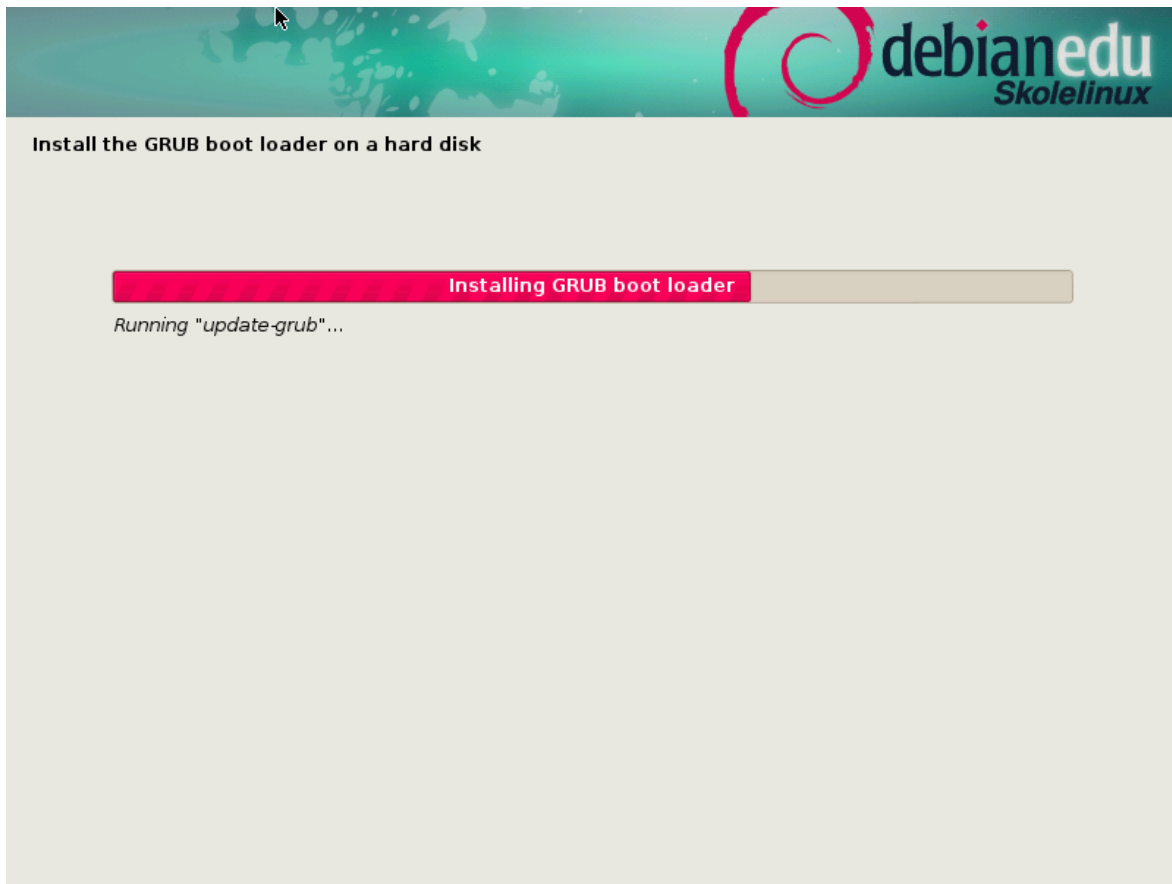 debianedu
Skolelinux
Install the GRUB boot loader on a hard disk
Installing GRUB boot loader
Running "update-grub"...